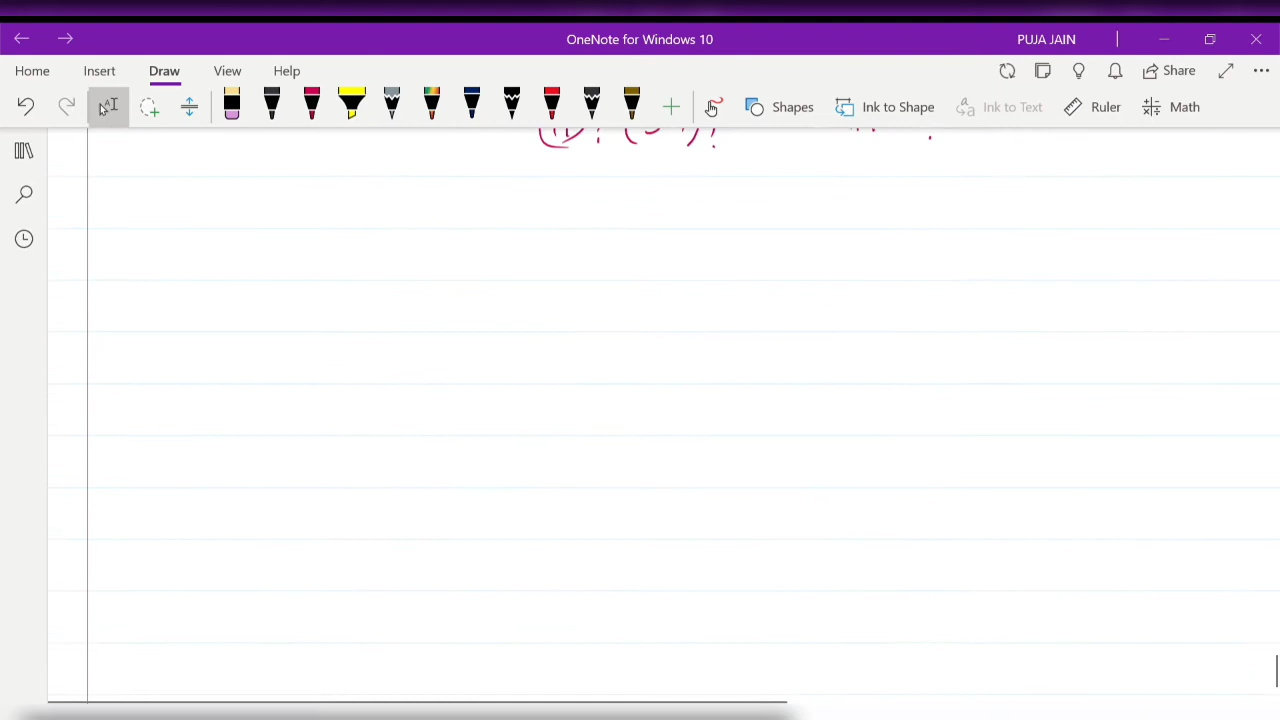 OneNote for Windows 10 PUJA JAIN
Home Insert Draw View Help Share
Shapes Ink to Shape Ink to Text Ruler Math